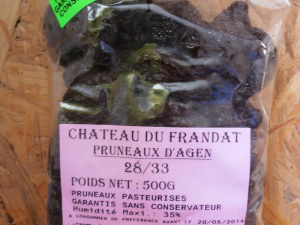 CONS
CHATEAU DU FRANDAT
PRUNEAUX D'AGEN
28/33
POIDS NET : 500G
PRUNEAUX PASTEURISES
GARANTIS SANS CONSERVATEUR
Humidité Maxi.: 35%
A CONSOMMER DE PREFERENCE AVANT LE 29/05/2014